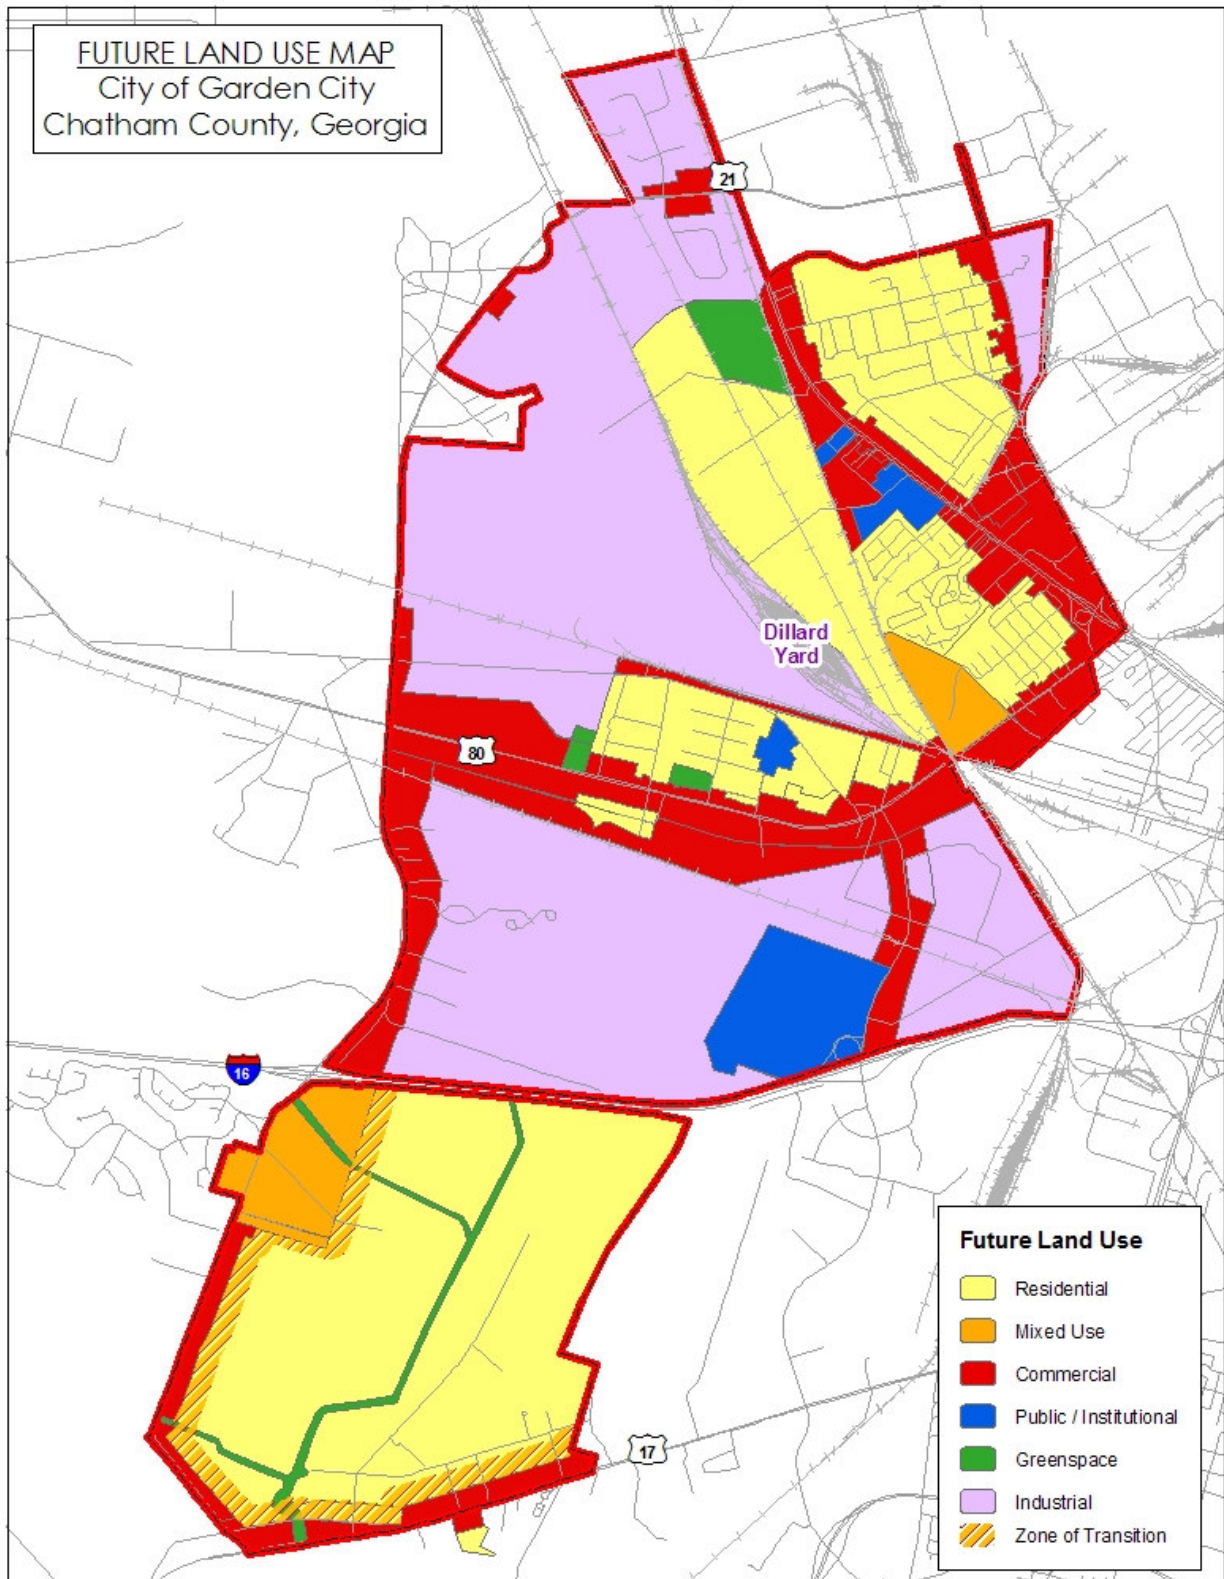 FUTURE LAND USE MAP
City of Garden City
Chatham County, Georgia
21
Dillard
Yard
80
16
17
Future Land Use
Residential
Mixed Use
Commercial
Public / Institutional
Greenspace
Industrial
Zone of Transition